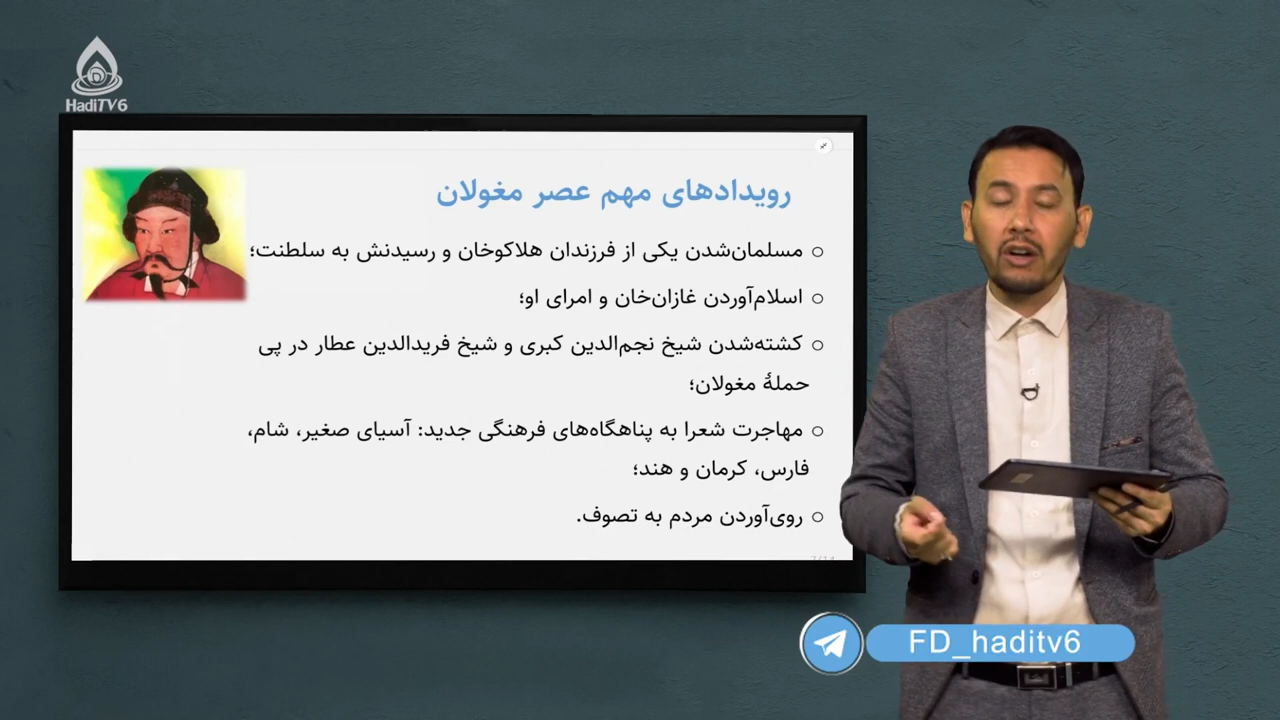 HadiTV6
رویدادهای مهم عصر مغولان
○ مسلمان‌شدن یکی از فرزندان هلاکوخان و رسیدنش به سلطنت؛
○ اسلام‌آوردن غازان‌خان و امرای او؛
○ کشته‌شدن شیخ نجم‌الدین کبری و شیخ فریدالدین عطار در پی
حملهٔ مغولان؛
○ مهاجرت شعرا به پناهگاه‌های فرهنگی جدید: آسیای صغیر، شام،
فارس، کرمان و هند؛
○ روی‌آوردن مردم به تصوف.
7/14
FD_haditv6